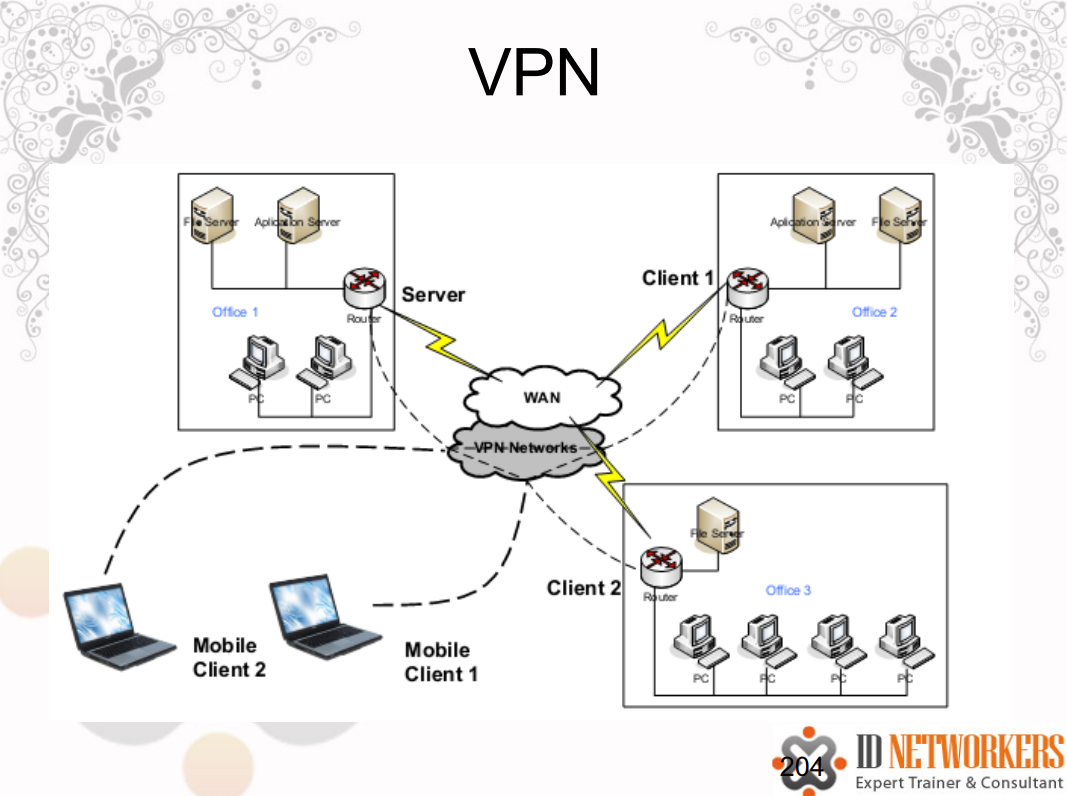 VPN
File Server
Aplication Server
Server
Office 1
Router
PC
PC
Client 1
Aplication Server
File Server
Router
Office 2
PC
PC
WAN
VPN Networks
File Server
Client 2
Router
Office 3
PC
PC
PC
PC
Mobile
Client 2
Mobile
Client 1
204
ID NETWORKERS
Expert Trainer & Consultant